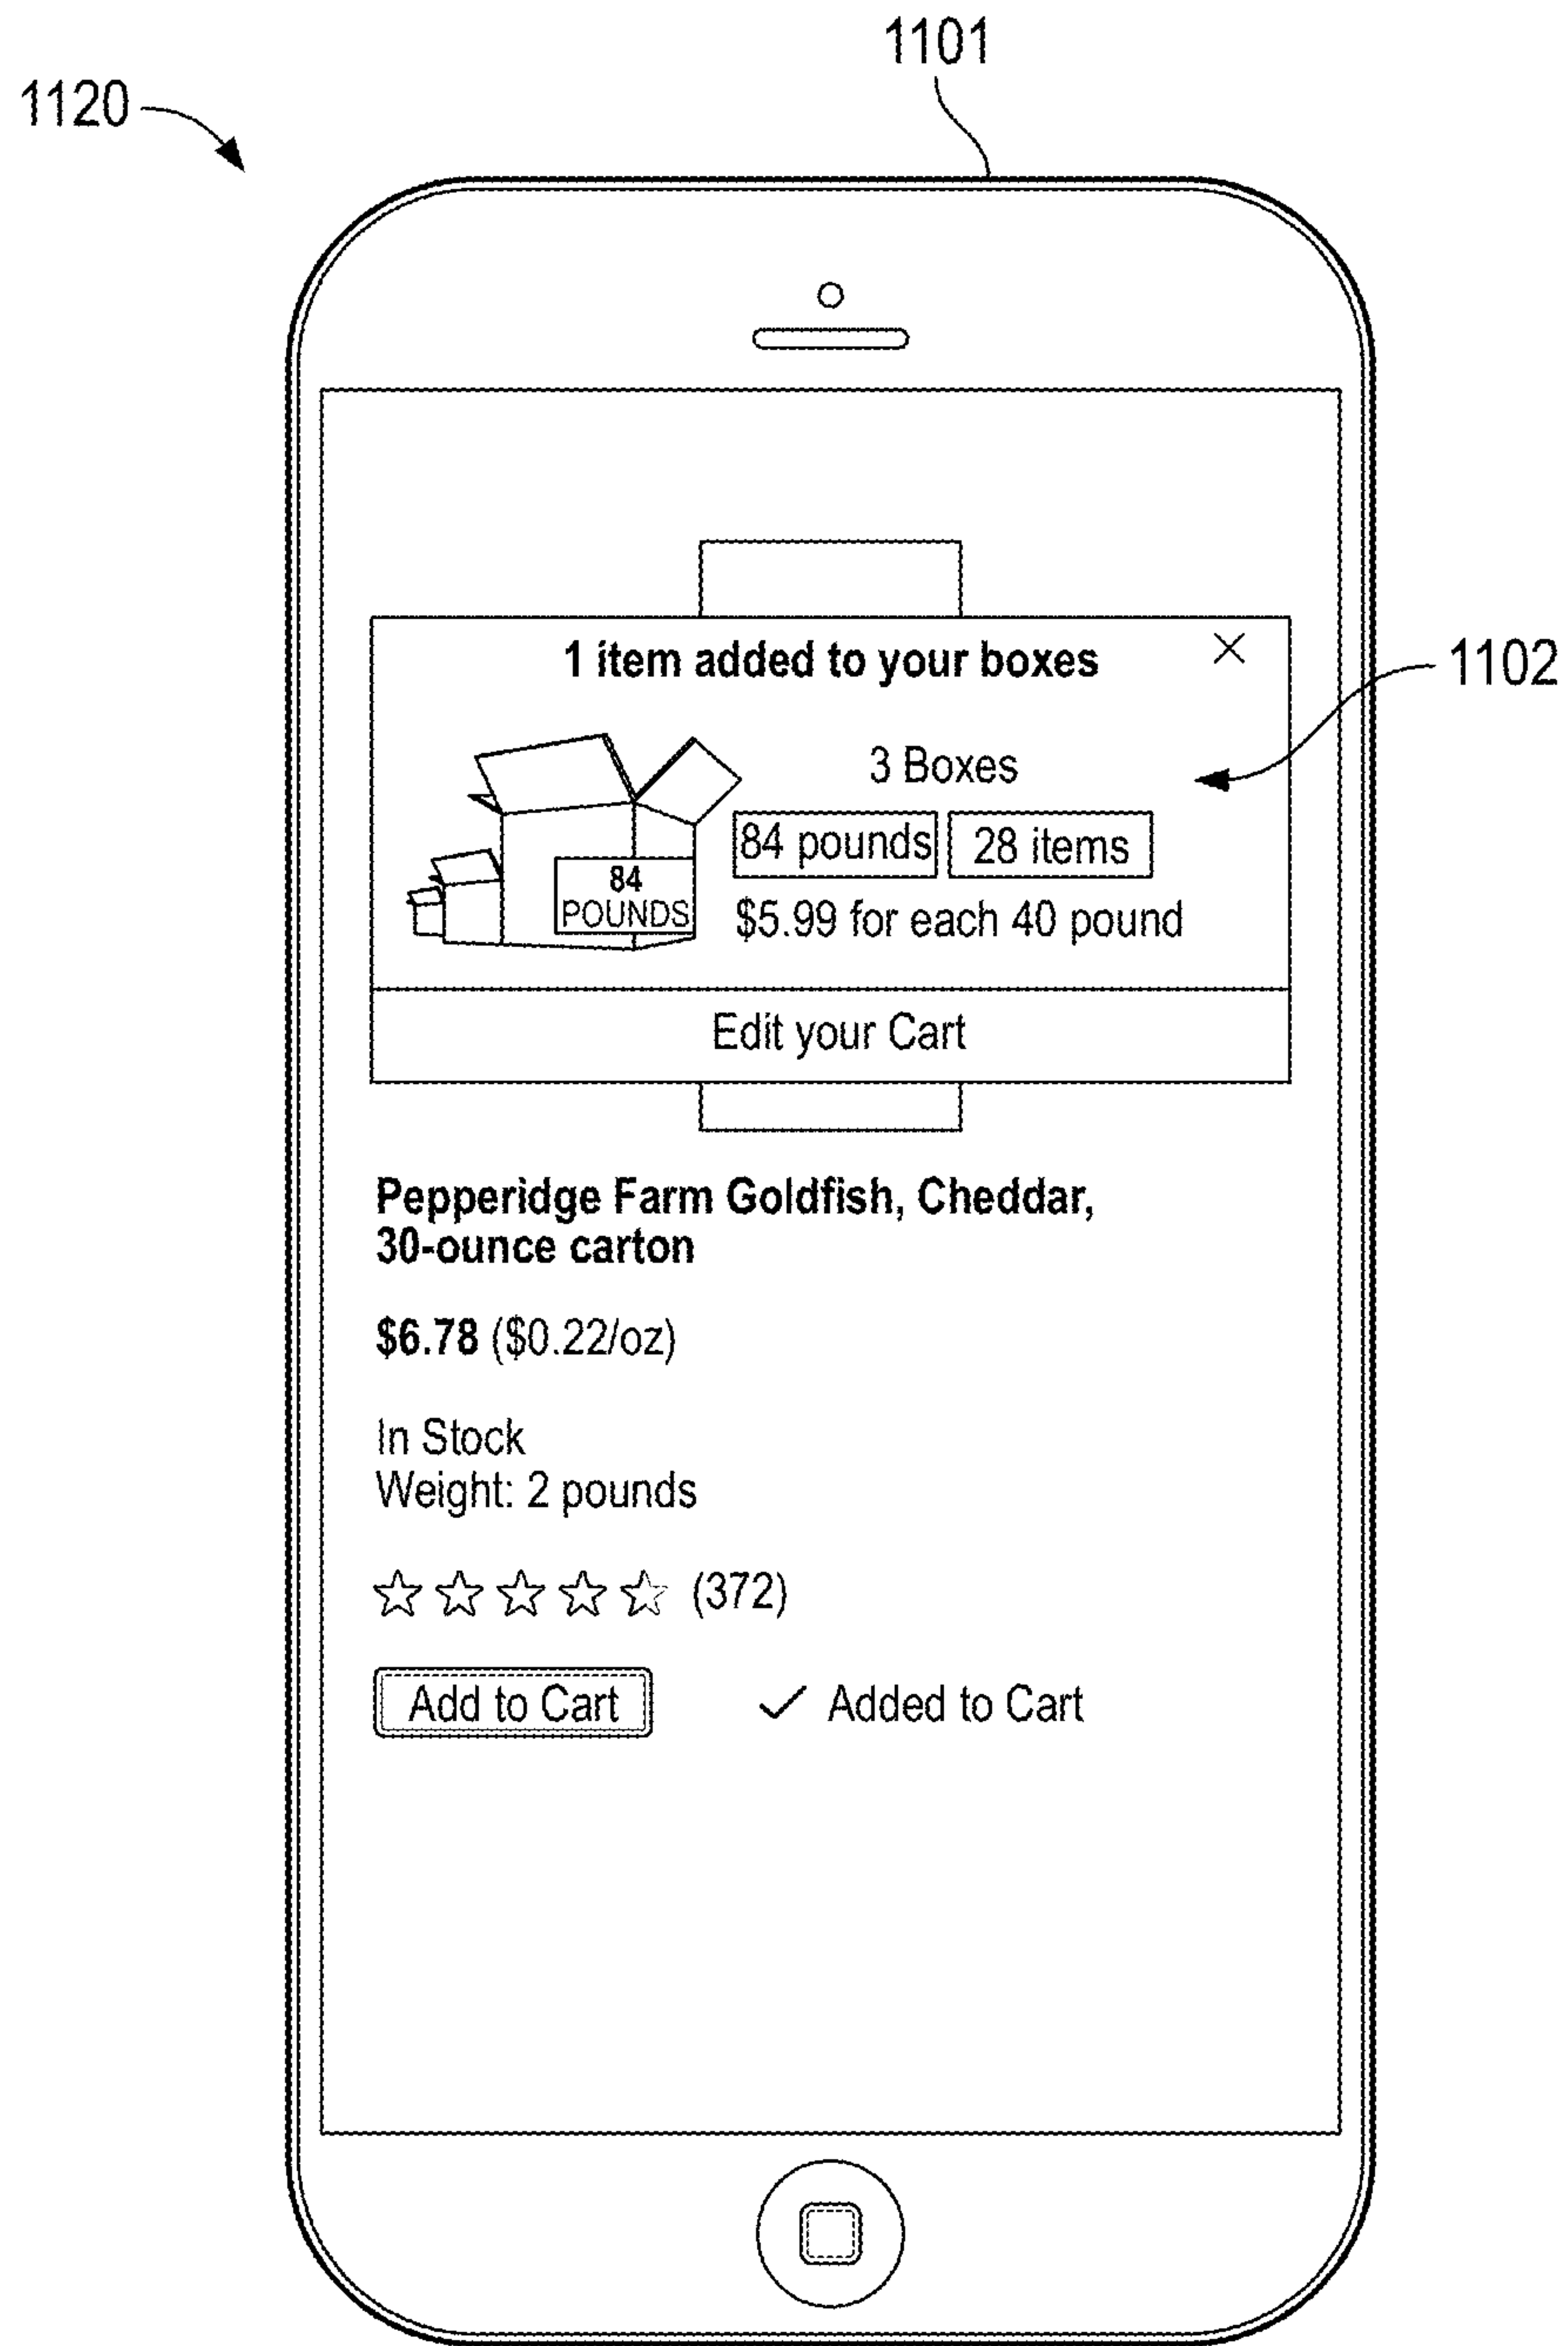 1101
1120
1 item added to your boxes
1102
3 Boxes
84 pounds 28 items
84
POUNDS
$5.99 for each 40 pound
Edit your Cart
Pepperidge Farm Goldfish, Cheddar,
30-ounce carton
$6.78 ($0.22/oz)
In Stock
Weight: 2 pounds
(372)
Add to Cart ✓ Added to Cart